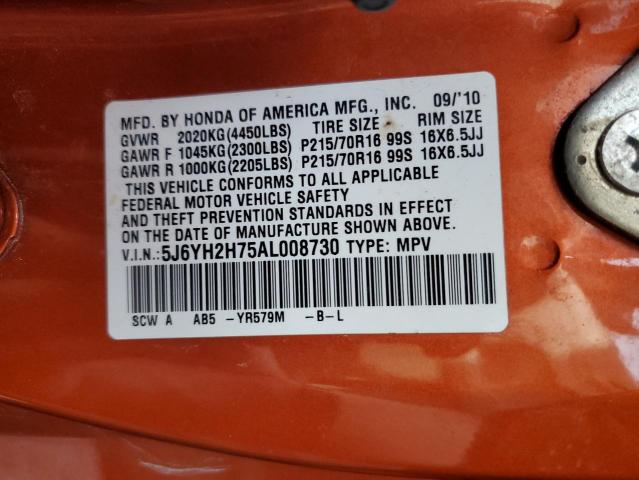 MFD. BY HONDA OF AMERICA MFG., INC. 09/'10
GVWR 2020KG(4450LBS) TIRE SIZE RIM SIZE
GAWR F 1045KG(2300LBS) P215/70R16 99S 16X6.5JJ
GAWR R 1000KG(2205LBS) P215/70R16 99S 16X6.5JJ
THIS VEHICLE CONFORMS TO ALL APPLICABLE
FEDERAL MOTOR VEHICLE SAFETY
AND THEFT PREVENTION STANDARDS IN EFFECT
ON THE DATE OF MANUFACTURE SHOWN ABOVE.
V.I.N.:5J6YH2H75AL008730 TYPE: MPV
SCW A AB5 -YR579M -B-L